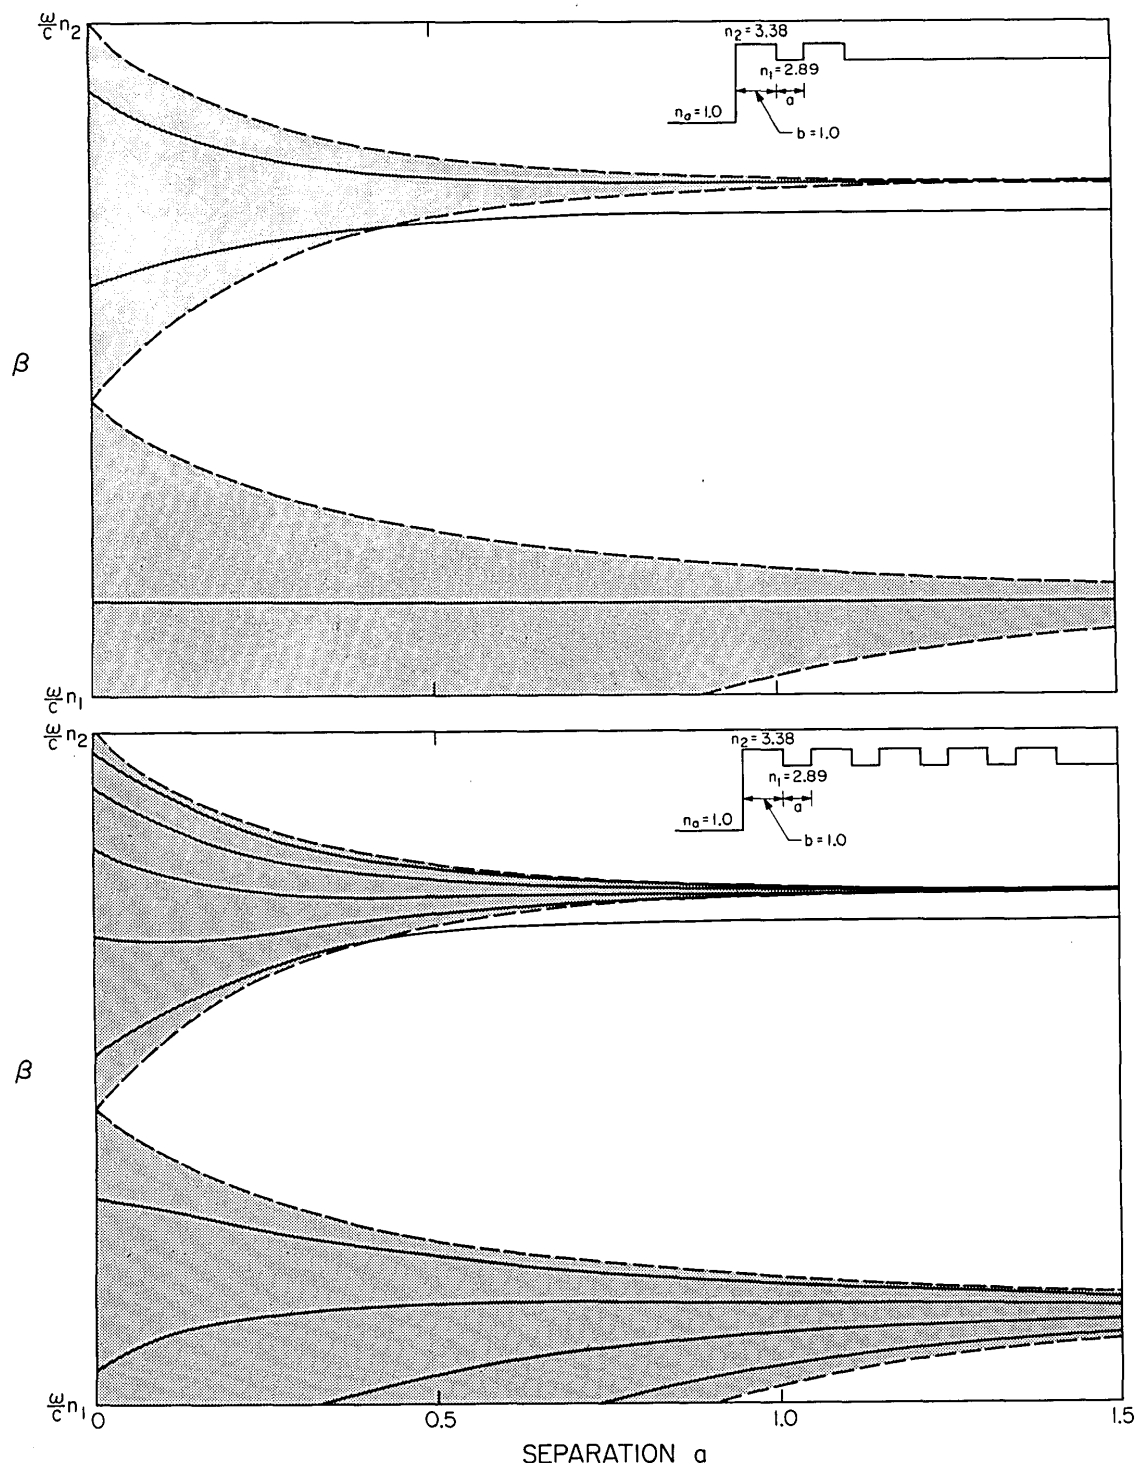 ω/c n₂
n₂=3.38
n₁=2.89
a
nₐ=1.0
b=1.0
β
ω/c n₁
ω/c n₂
n₂=3.38
n₁=2.89
a
nₐ=1.0
b=1.0
β
ω/c n₁
0 0.5 1.0 1.5
SEPARATION a